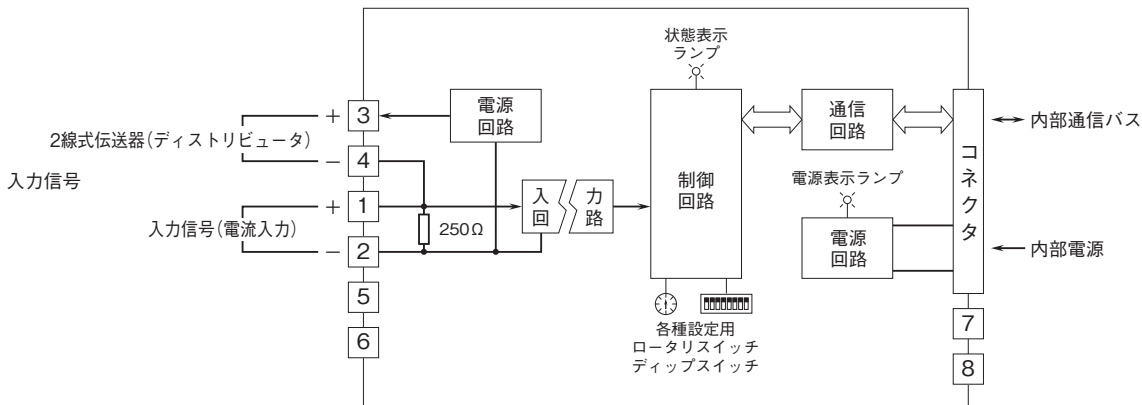 状態表示
ランプ
電源
回路
通信
回路
コネクタ
内部通信バス
+
3
2線式伝送器(ディストリビュータ)
−
4
入力信号
+
1
入力信号(電流入力)
−
2
250Ω
入 力
回 路
制御
回路
電源表示ランプ
電源
回路
内部電源
5
6
7
8
各種設定用
ロータリスイッチ
ディップスイッチ